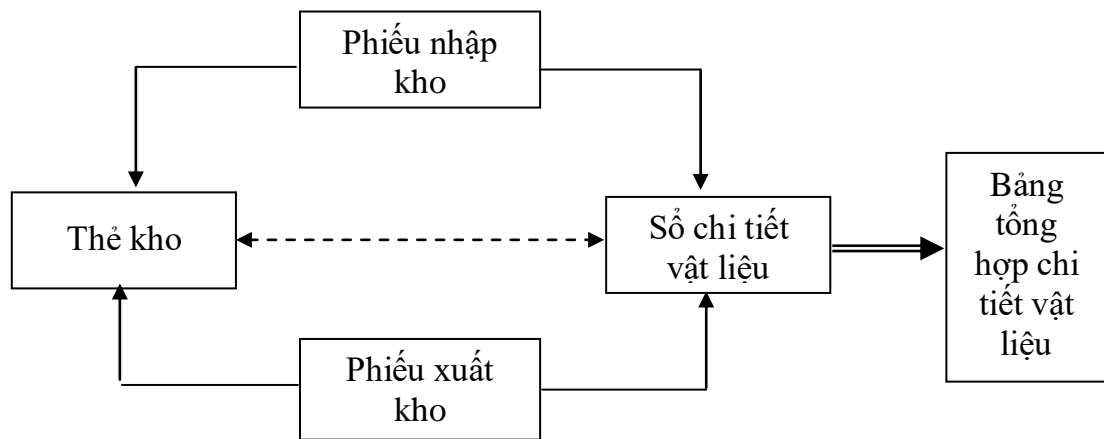 Phiếu nhập
kho
Thẻ kho
Sổ chi tiết
vật liệu
Bảng
tổng
hợp chi
tiết vật
liệu
Phiếu xuất
kho